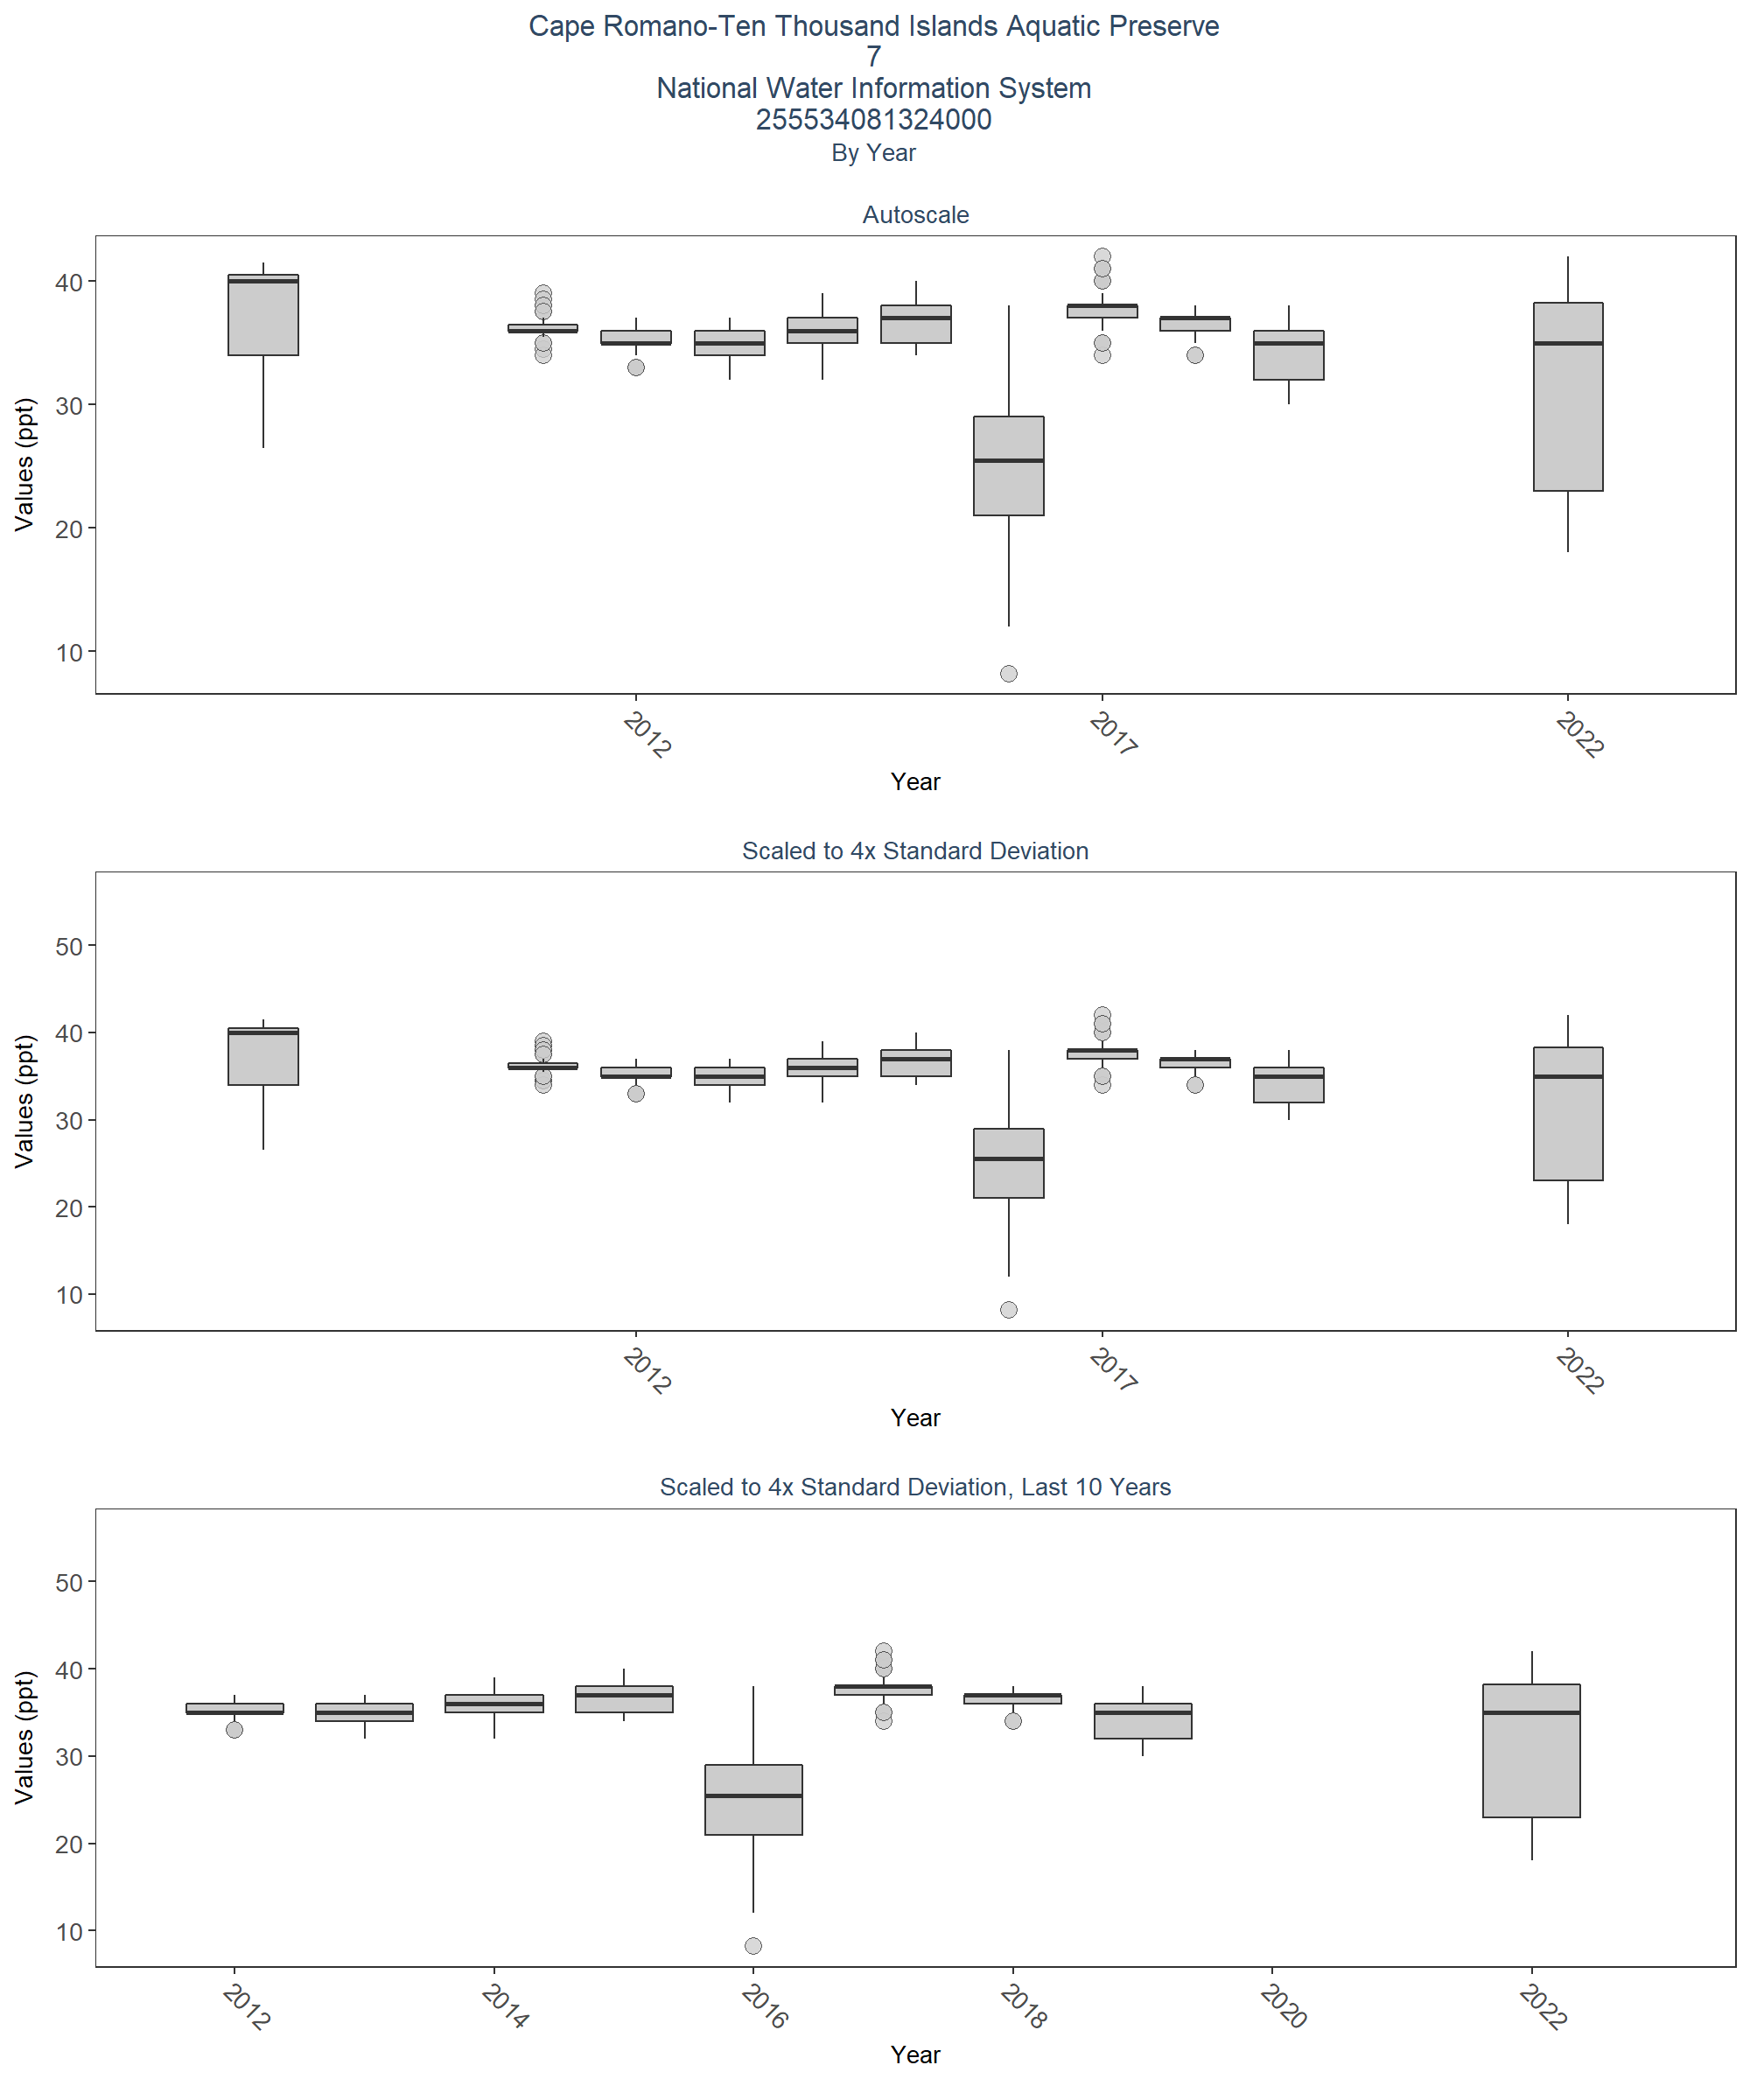 Cape Romano-Ten Thousand Islands Aquatic Preserve
7
National Water Information System
255534081324000
By Year
Autoscale
Values (ppt)
40
30
20
10
2012
2017
2022
Year
Scaled to 4x Standard Deviation
Values (ppt)
50
40
30
20
10
2012
2017
2022
Year
Scaled to 4x Standard Deviation, Last 10 Years
Values (ppt)
50
40
30
20
10
2012
2014
2016
2018
2020
2022
Year